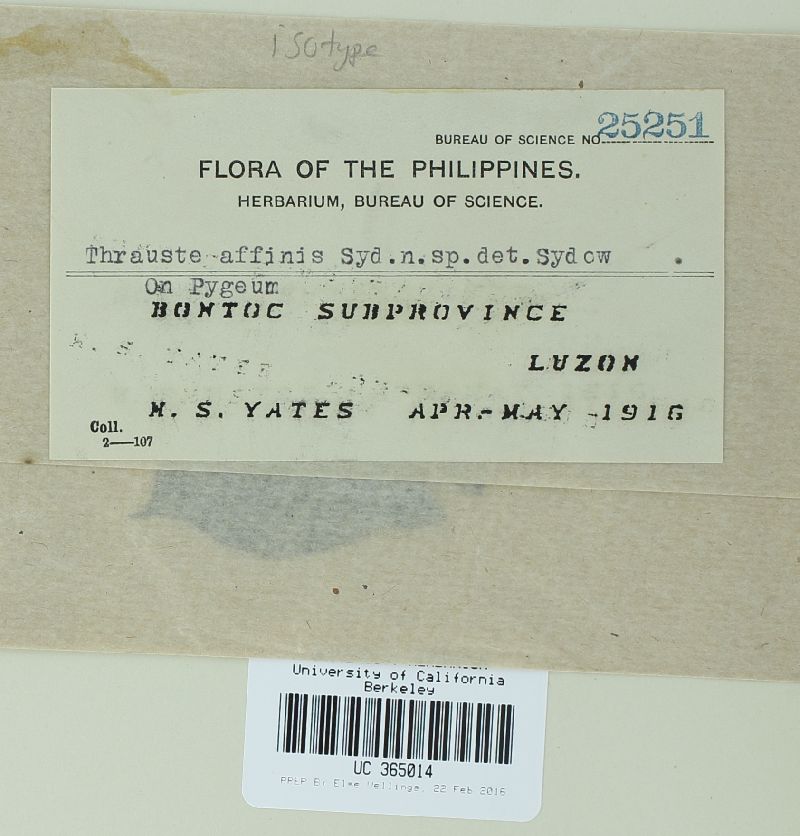 isotype
BUREAU OF SCIENCE NO. 25251
FLORA OF THE PHILIPPINES.
HERBARIUM, BUREAU OF SCIENCE.
Thrauste affinis Syd.n.sp.det.Sydow .
On Pygeum
BONTOC SUBPROVINCE
LUZON
M. S. YATES APR.-MAY -1916
Coll.
2—107
University of California
Berkeley
UC 365014
PREP By Else Vellinga, 22 Feb 2016